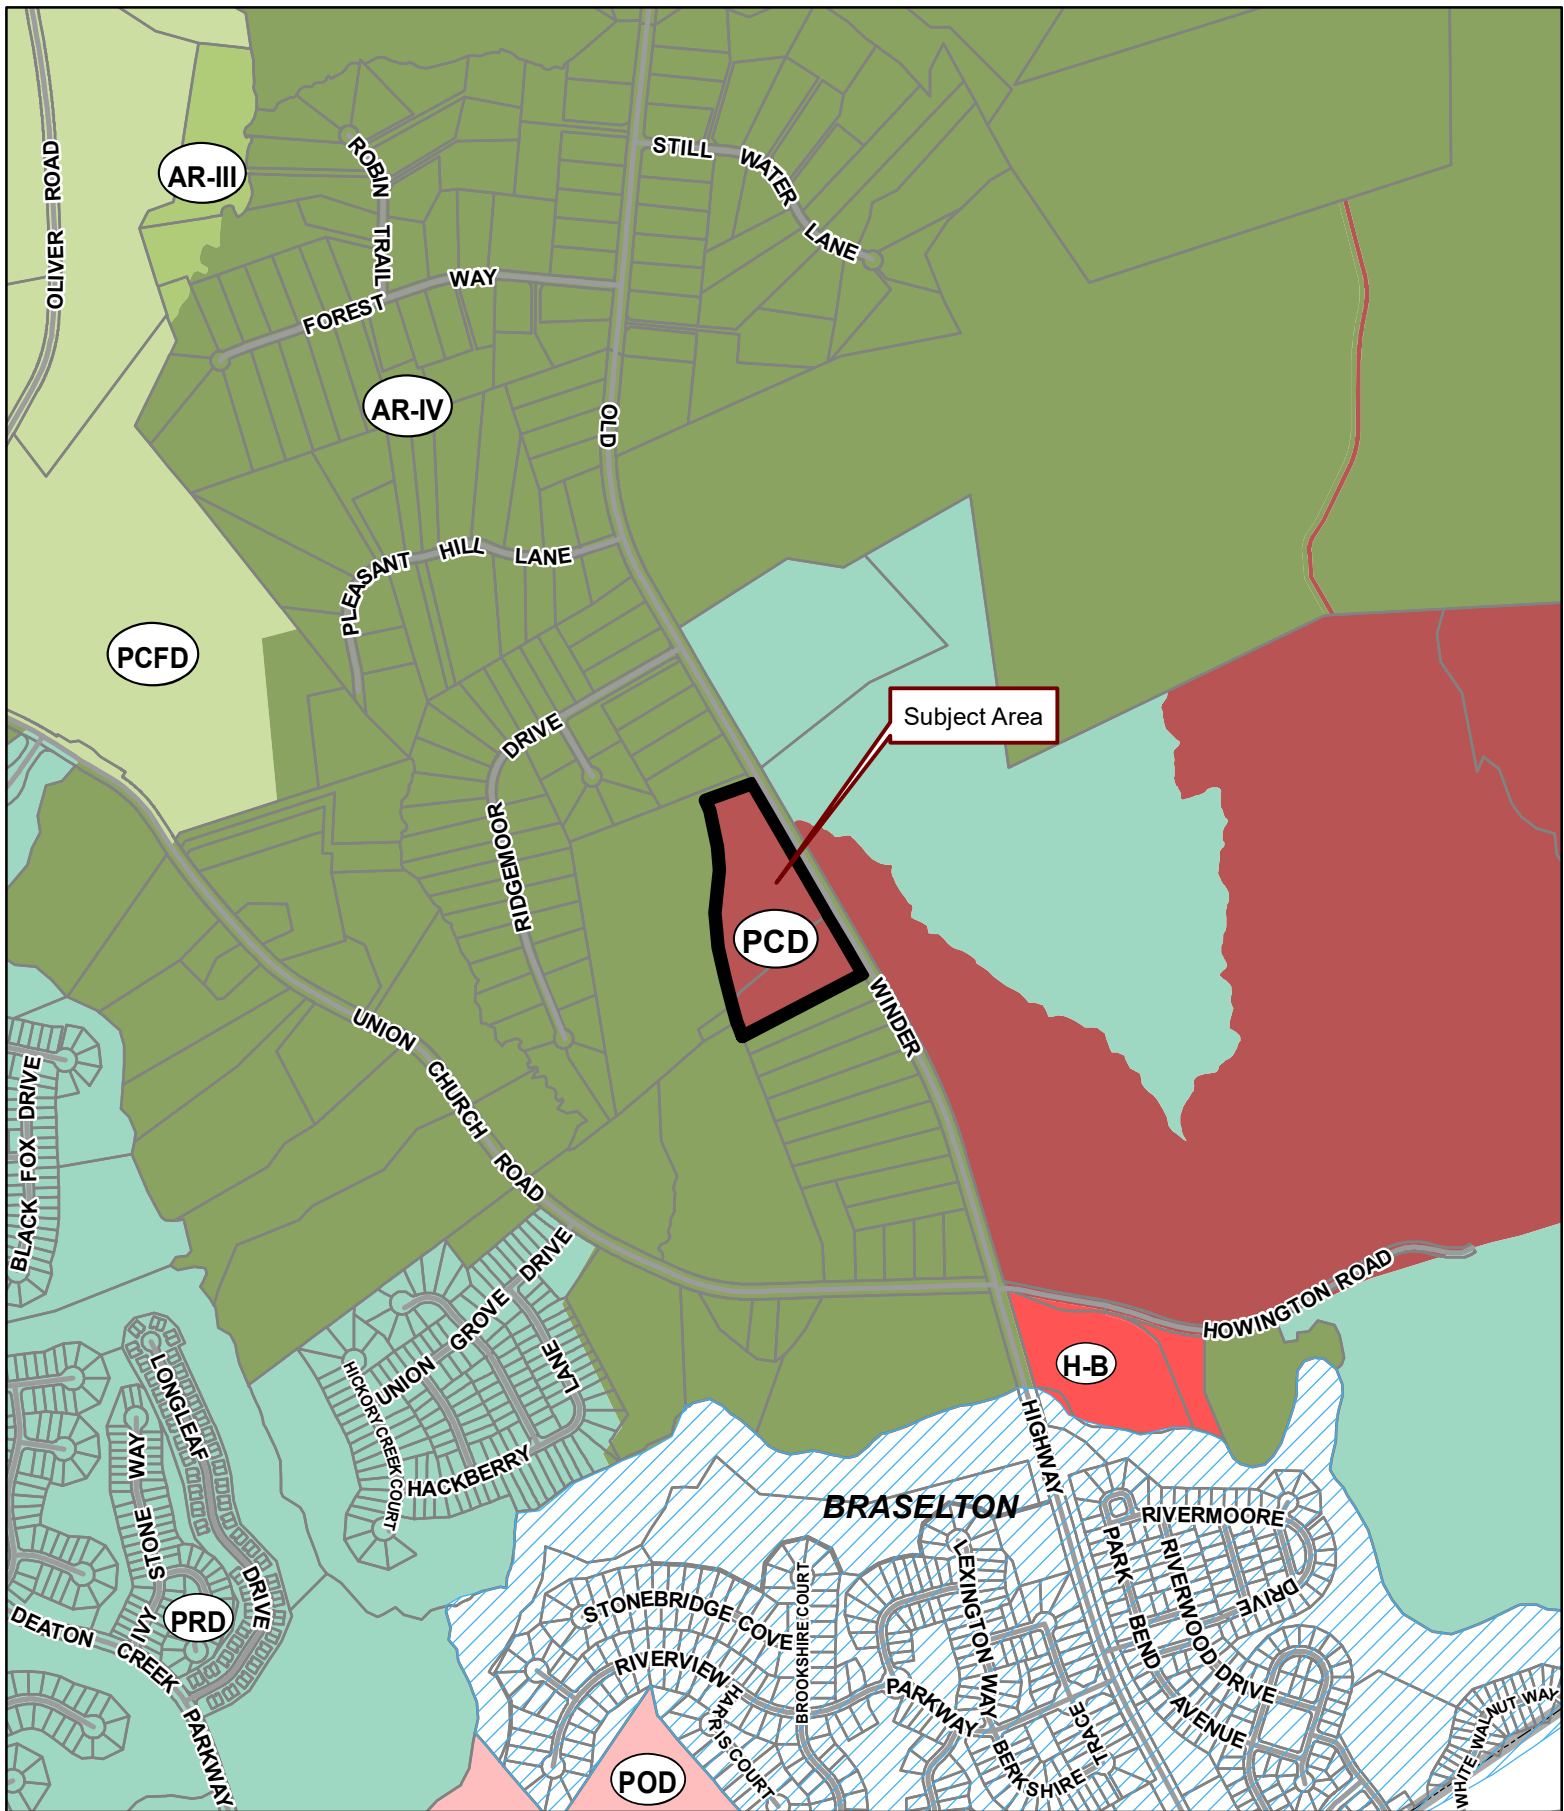 OLIVER ROAD
AR-III
ROBIN TRAIL
STILL WATER LANE
FOREST WAY
AR-IV
OLD WINDER HIGHWAY
PLEASANT HILL LANE
PCFD
Subject Area
RIDGEMOOR DRIVE
PCD
UNION CHURCH ROAD
BLACK FOX DRIVE
UNION GROVE DRIVE
HOWINGTON ROAD
H-B
HICKORY CREEK COURT
HACKBERRY LANE
LONGLEAF DRIVE
IVY STONE WAY
BRASELTON
RIVERMOORE DRIVE
PARK BEND AVENUE
RIVERWOOD DRIVE
LEXINGTON WAY
STONEBRIDGE COVE
BROOKSHIRE COURT
PRD
DEATON CREEK PARKWAY
RIVERVIEW PARKWAY
HARRIS COURT
BERKSHIRE TRACE
WHITE WALNUT WAY
POD